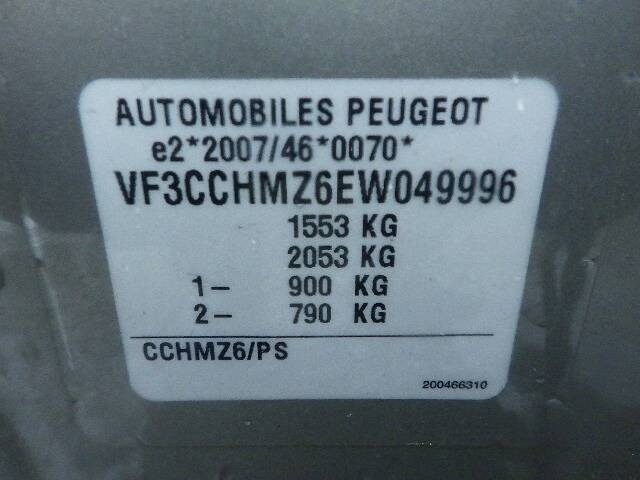 AUTOMOBILES PEUGEOT
e2*2007/46*0070*
VF3CCHMZ6EW049996
1553 KG
2053 KG
1- 900 KG
2- 790 KG
CCHMZ6/PS
200466310